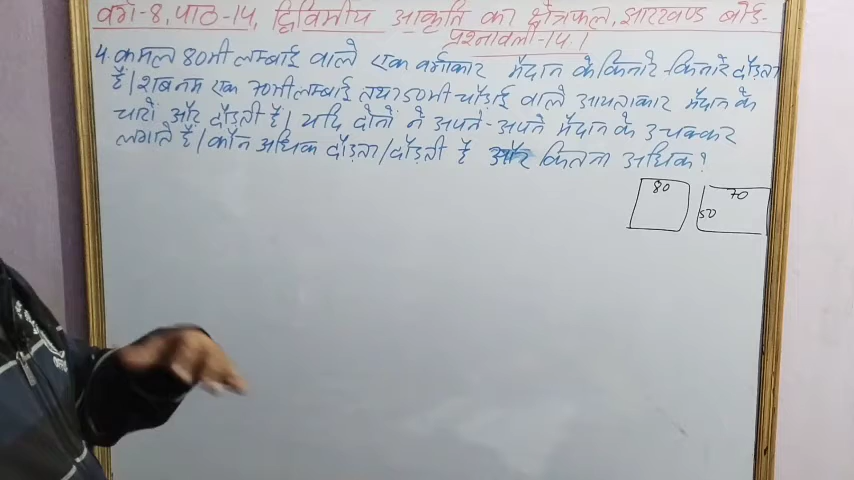 वर्ग-8, पाठ-14, द्विविमीय आकृति का क्षेत्रफल, झारखण्ड बोर्ड-
प्रश्नावली-14.1
4. कमल 80मी लम्बाई वाले एक वर्गाकार मैदान के किनारे-किनारे दौड़ता
है। शबनम एक 70मी लम्बाई तथा 50मी चौड़ाई वाले आयताकार मैदान के
चारों और दौड़ती है। यदि दोनों ने अपने-अपने मैदान के 3 चक्कर
लगाते हैं। कौन अधिक दौड़ता/दौड़ती है और कितना अधिक?
80 70
50